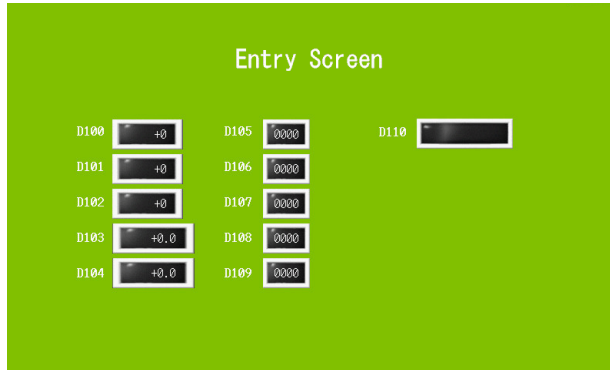 Entry Screen
D100 +0 D105 0000 D110
D101 +0 D106 0000
D102 +0 D107 0000
D103 +0.0 D108 0000
D104 +0.0 D109 0000